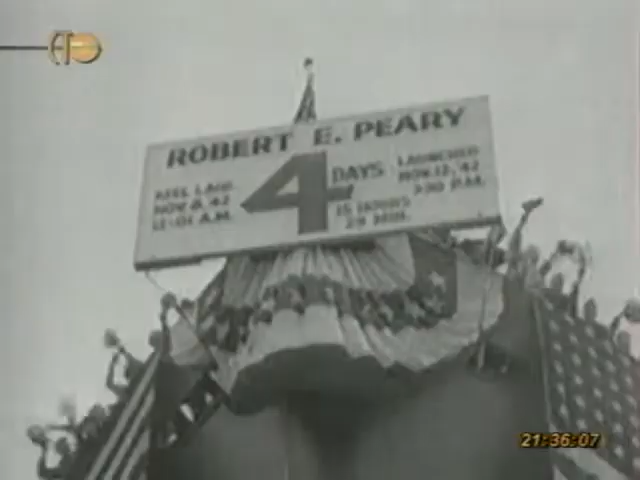 ROBERT E. PEARY
KEEL LAID
NOV. 8, '42
12:01 A.M.
4 DAYS
15 HOURS
29 MIN.
LAUNCHED
NOV. 12, '42
3:30 P.M.
21:36:07